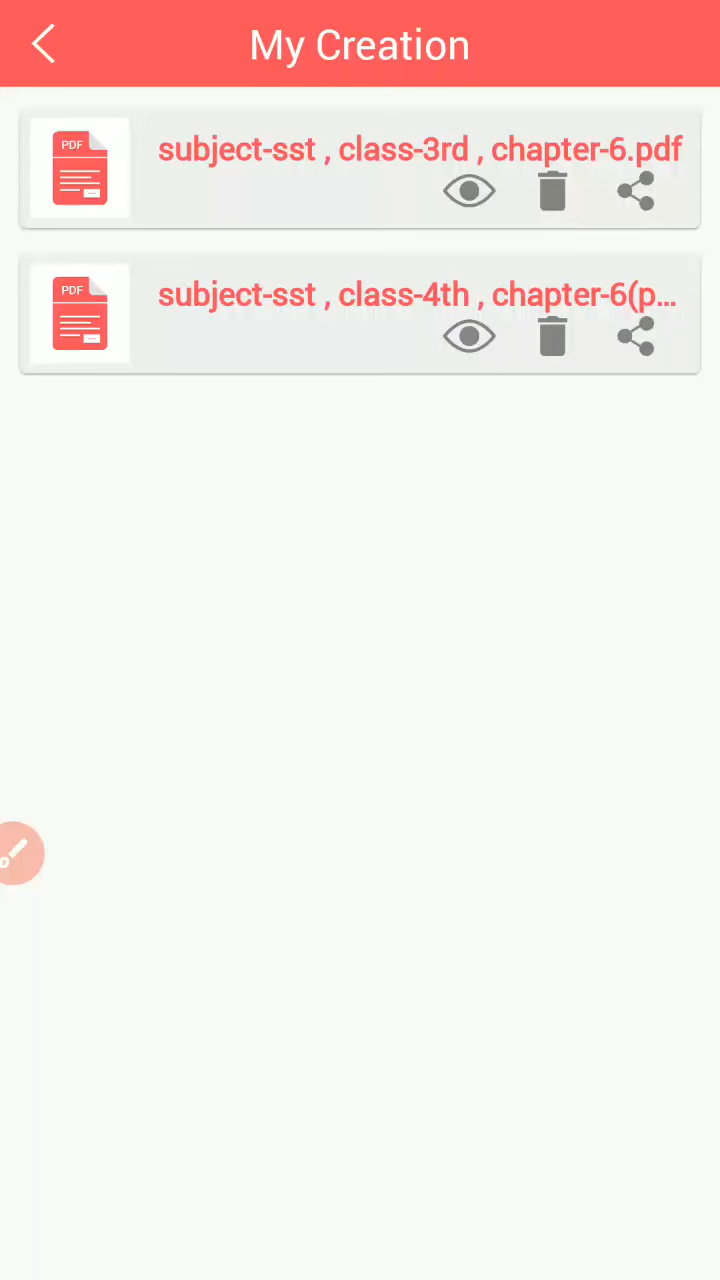 My Creation
PDF
subject-sst , class-3rd , chapter-6.pdf
PDF
subject-sst , class-4th , chapter-6(p...